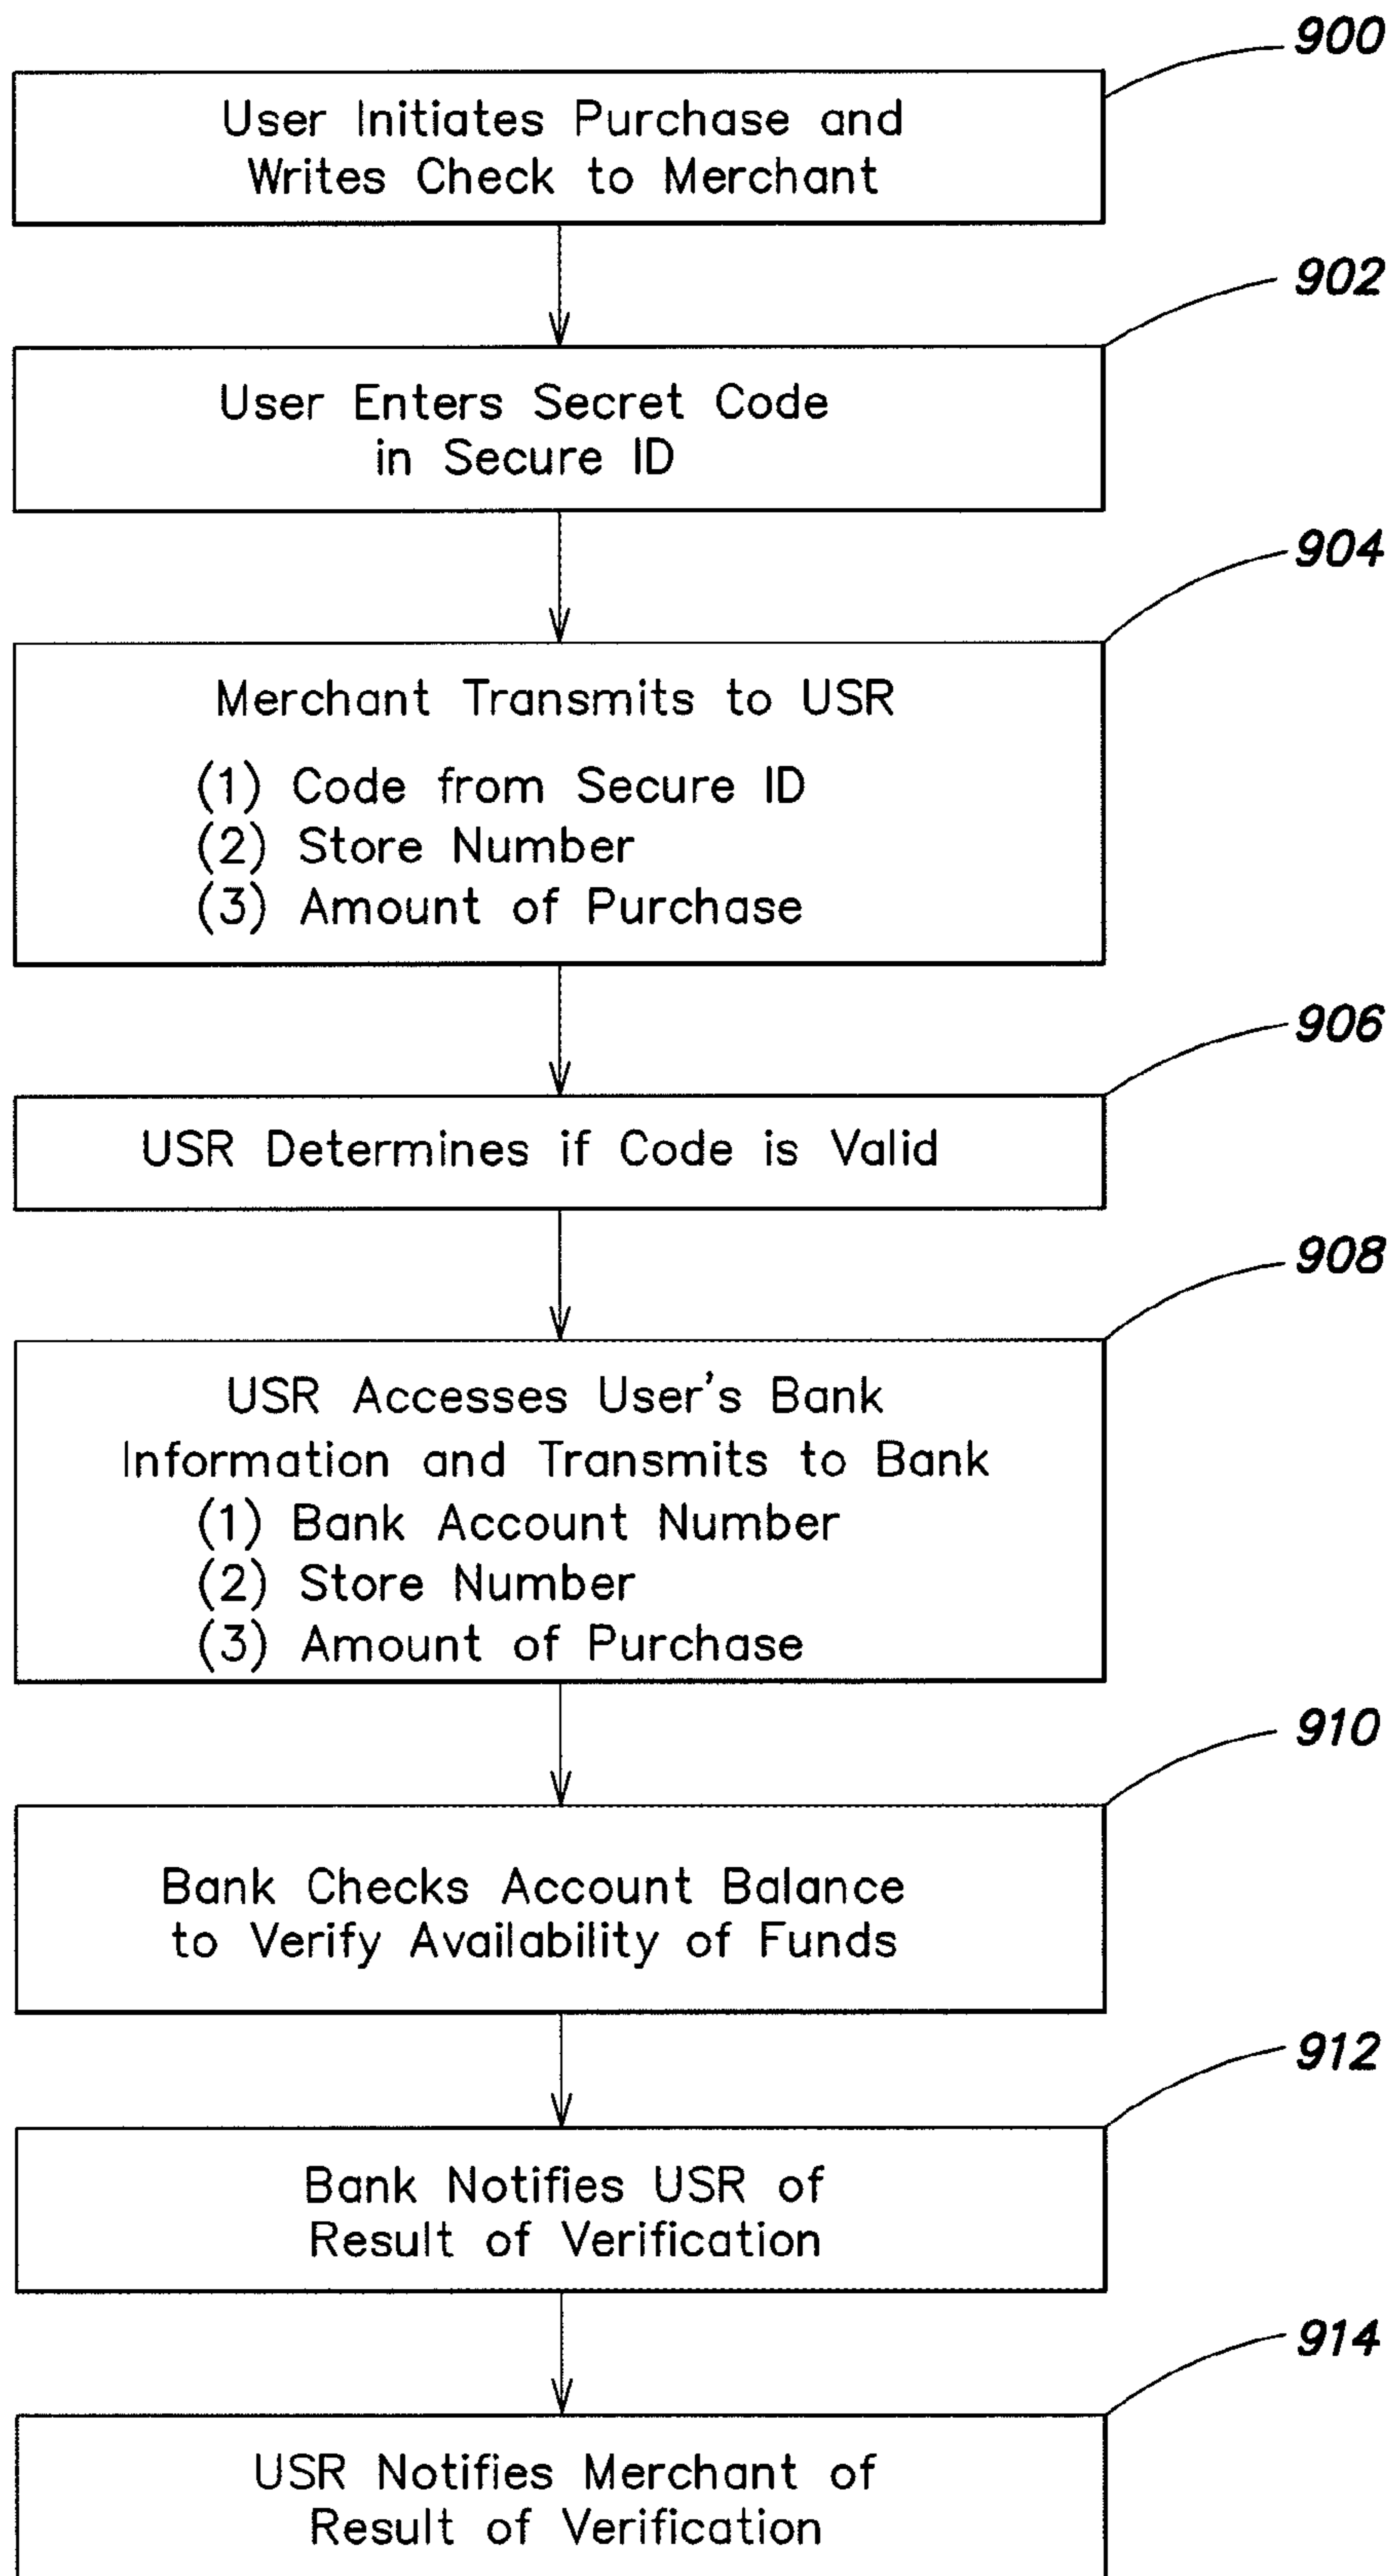 900
User Initiates Purchase and
Writes Check to Merchant
902
User Enters Secret Code
in Secure ID
904
Merchant Transmits to USR
(1) Code from Secure ID
(2) Store Number
(3) Amount of Purchase
906
USR Determines if Code is Valid
908
USR Accesses User's Bank
Information and Transmits to Bank
(1) Bank Account Number
(2) Store Number
(3) Amount of Purchase
910
Bank Checks Account Balance
to Verify Availability of Funds
912
Bank Notifies USR of
Result of Verification
914
USR Notifies Merchant of
Result of Verification